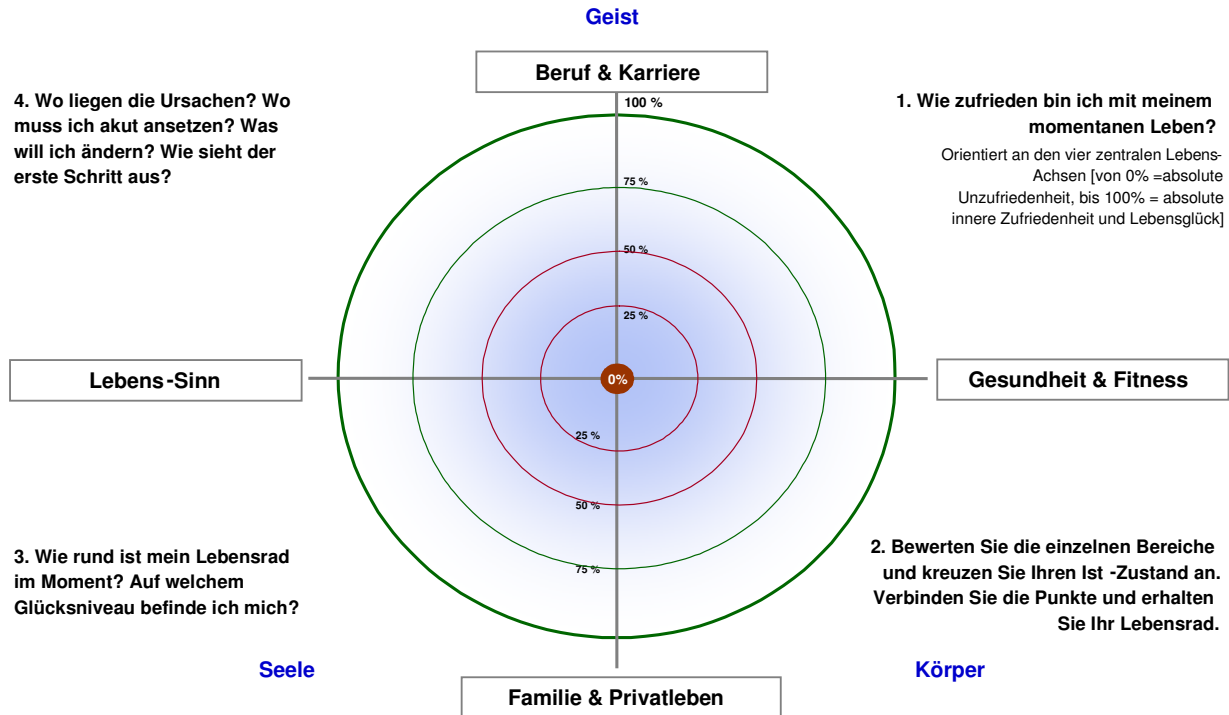 Geist
Beruf & Karriere
4. Wo liegen die Ursachen? Wo
muss ich akut ansetzen? Was
will ich ändern? Wie sieht der
erste Schritt aus?
1. Wie zufrieden bin ich mit meinem
momentanen Leben?
Orientiert an den vier zentralen Lebens-
Achsen [von 0% =absolute
Unzufriedenheit, bis 100% = absolute
innere Zufriedenheit und Lebensglück]
100 %
75 %
50 %
25 %
Lebens-Sinn
0%
Gesundheit & Fitness
25 %
50 %
75 %
3. Wie rund ist mein Lebensrad
im Moment? Auf welchem
Glücksniveau befinde ich mich?
2. Bewerten Sie die einzelnen Bereiche
und kreuzen Sie Ihren Ist -Zustand an.
Verbinden Sie die Punkte und erhalten
Sie Ihr Lebensrad.
Seele
Körper
Familie & Privatleben